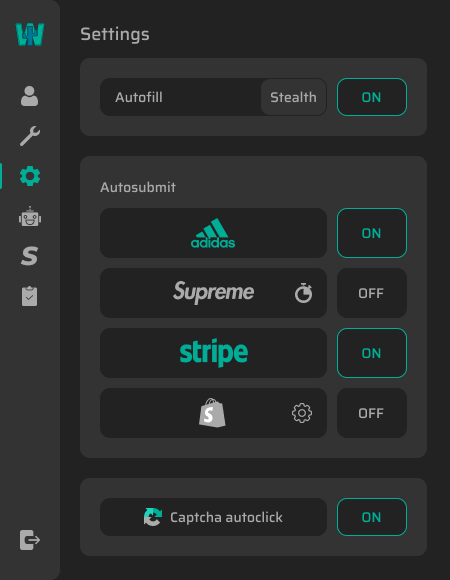 Settings
Autofill Stealth ON
Autosubmit
adidas ON
Supreme OFF
stripe ON
S OFF
Captcha autoclick ON